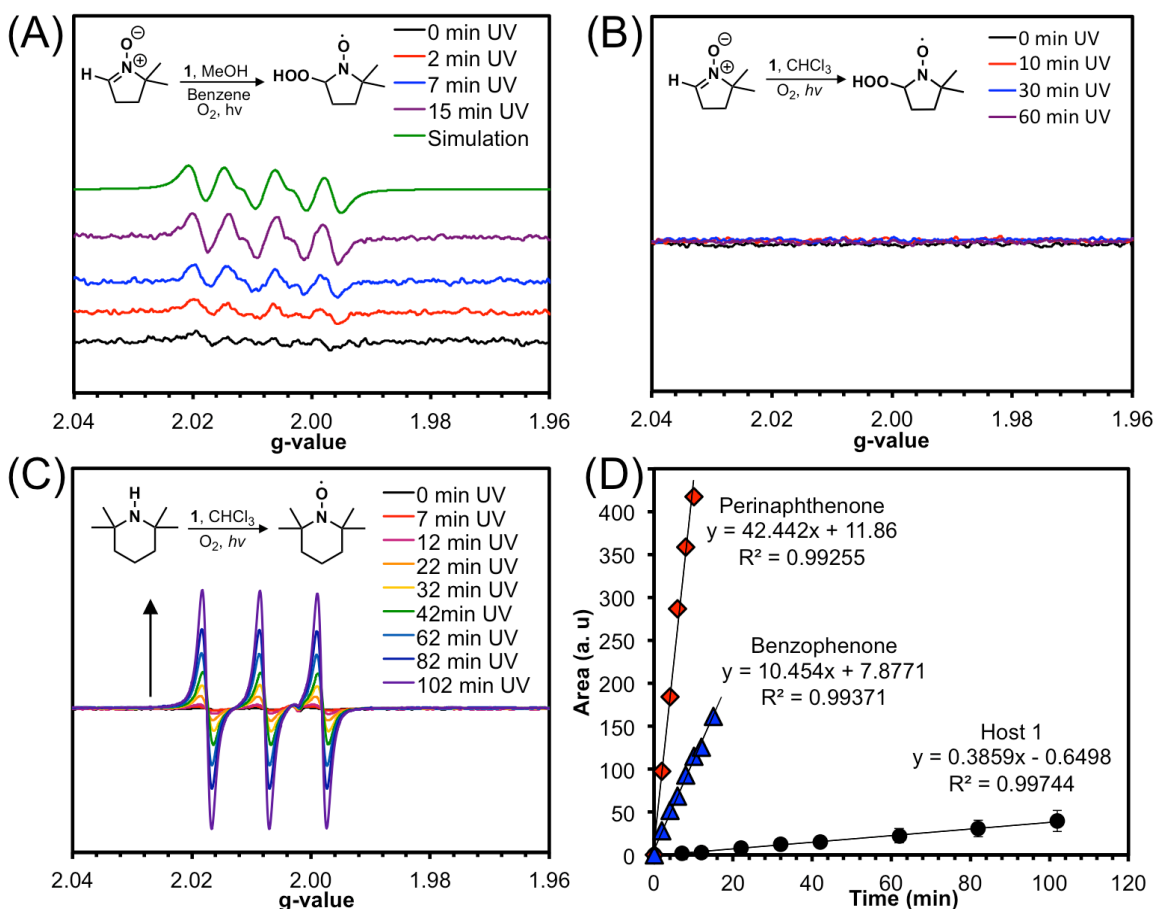 (A)
O⊖
N⊕
H
1, MeOH
Benzene
O₂, hv
HOO
O·
N
0 min UV
2 min UV
7 min UV
15 min UV
Simulation
2.04 2.02 2.00 1.98 1.96
g-value
(B)
O⊖
N⊕
H
1, CHCl₃
O₂, hv
HOO
O·
N
0 min UV
10 min UV
30 min UV
60 min UV
2.04 2.02 2.00 1.98 1.96
g-value
(C)
H
N
1, CHCl₃
O₂, hv
O·
N
0 min UV
7 min UV
12 min UV
22 min UV
32 min UV
42min UV
62 min UV
82 min UV
102 min UV
2.04 2.02 2.00 1.98 1.96
g-value
(D)
Area (a. u)
400
350
300
250
200
150
100
50
0
Perinaphthenone
y = 42.442x + 11.86
R² = 0.99255
Benzophenone
y = 10.454x + 7.8771
R² = 0.99371
Host 1
y = 0.3859x - 0.6498
R² = 0.99744
0 20 40 60 80 100 120
Time (min)